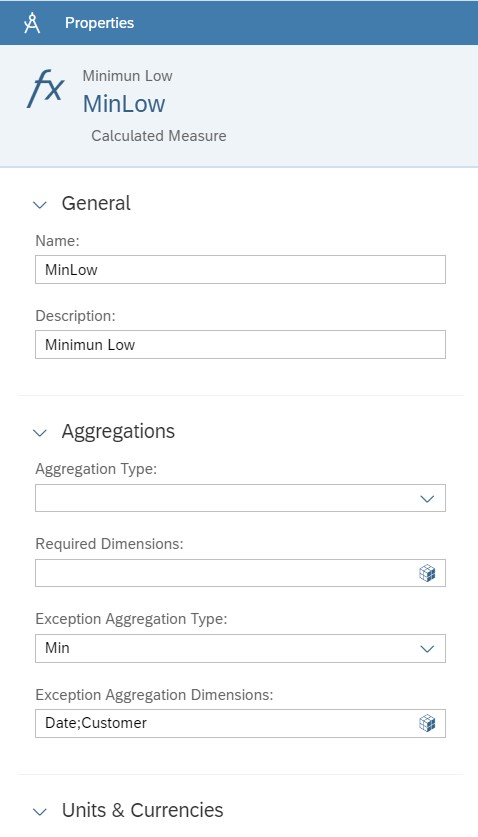 Properties
fx
Minimun Low
MinLow
Calculated Measure
General
Name:
MinLow
Description:
Minimun Low
Aggregations
Aggregation Type:
Required Dimensions:
Exception Aggregation Type:
Min
Exception Aggregation Dimensions:
Date;Customer
Units & Currencies